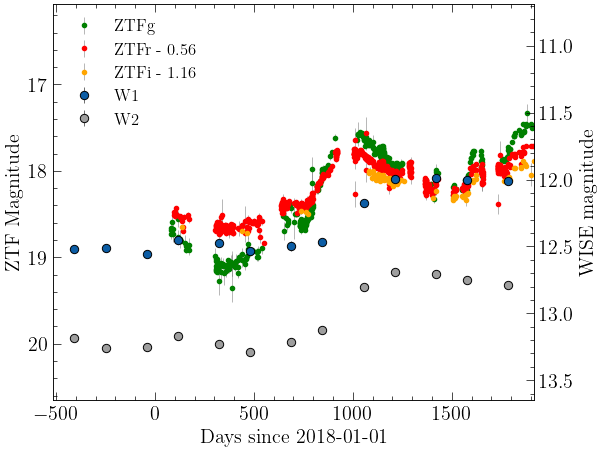 ZTFg
ZTFr - 0.56
ZTFi - 1.16
W1
W2
17
18
19
20
ZTF Magnitude
11.0
11.5
12.0
12.5
13.0
13.5
WISE magnitude
−500
0
500
1000
1500
Days since 2018-01-01